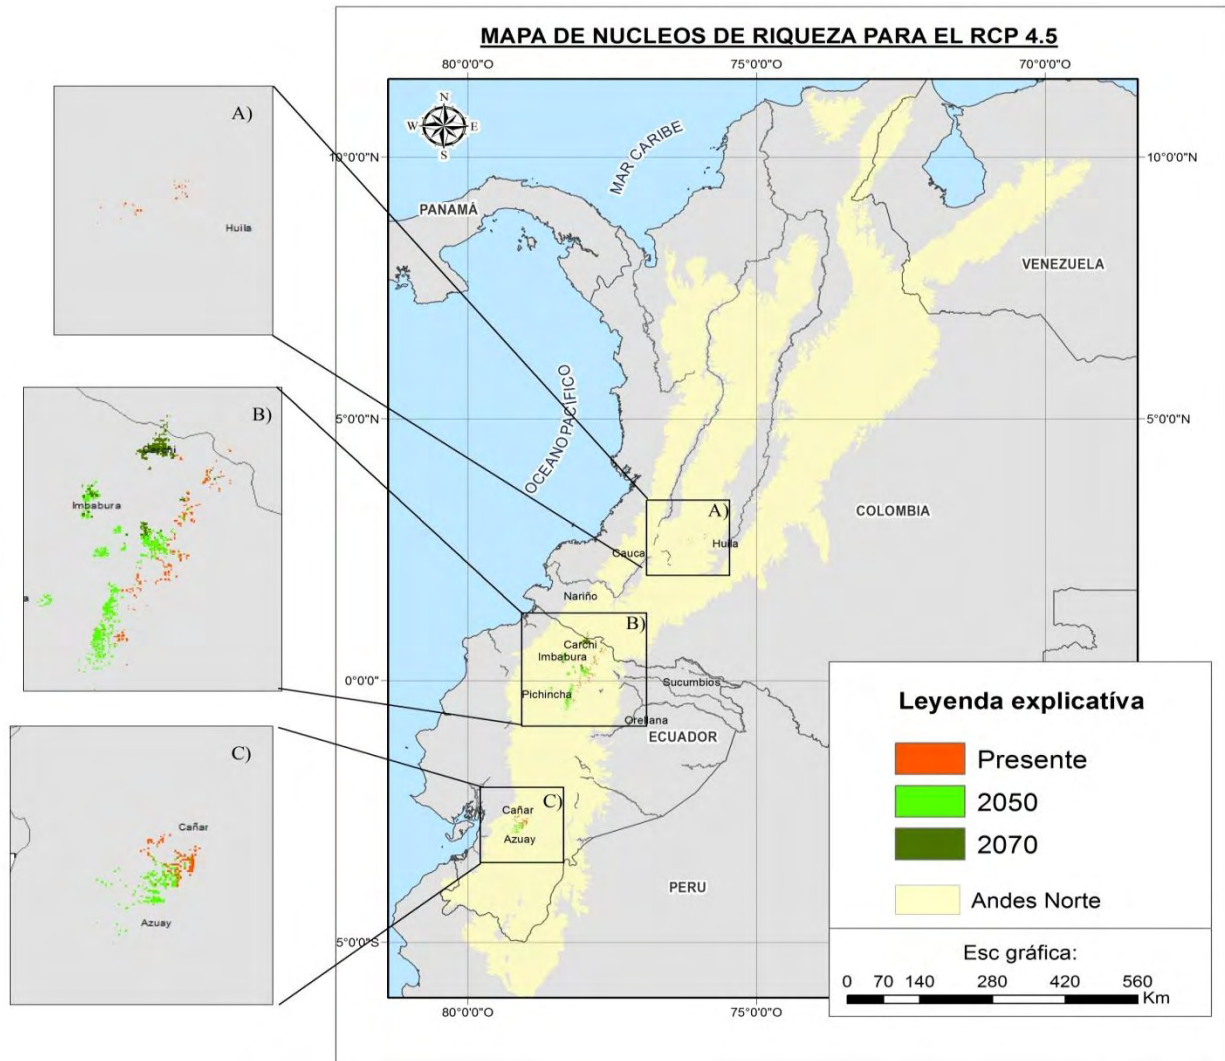 MAPA DE NUCLEOS DE RIQUEZA PARA EL RCP 4.5
80°0'0"O 75°0'0"O 70°0'0"O
A)
Huila
B)
Imbabura
C)
Cañar
Azuay
N
W E
S
10°0'0"N 10°0'0"N
MAR CARIBE
PANAMÁ
VENEZUELA
OCEANO PACÍFICO
5°0'0"N 5°0'0"N
COLOMBIA
A)
Cauca
Huila
Nariño
B)
Carchi
Imbabura
0°0'0"
Pichincha
Sucumbios
Orellana
ECUADOR
C)
Cañar
Azuay
PERU
5°0'0"S
80°0'0"O 75°0'0"O
Leyenda explicatíva
Presente
2050
2070
Andes Norte
Esc gráfica:
0 70 140 280 420 560
Km